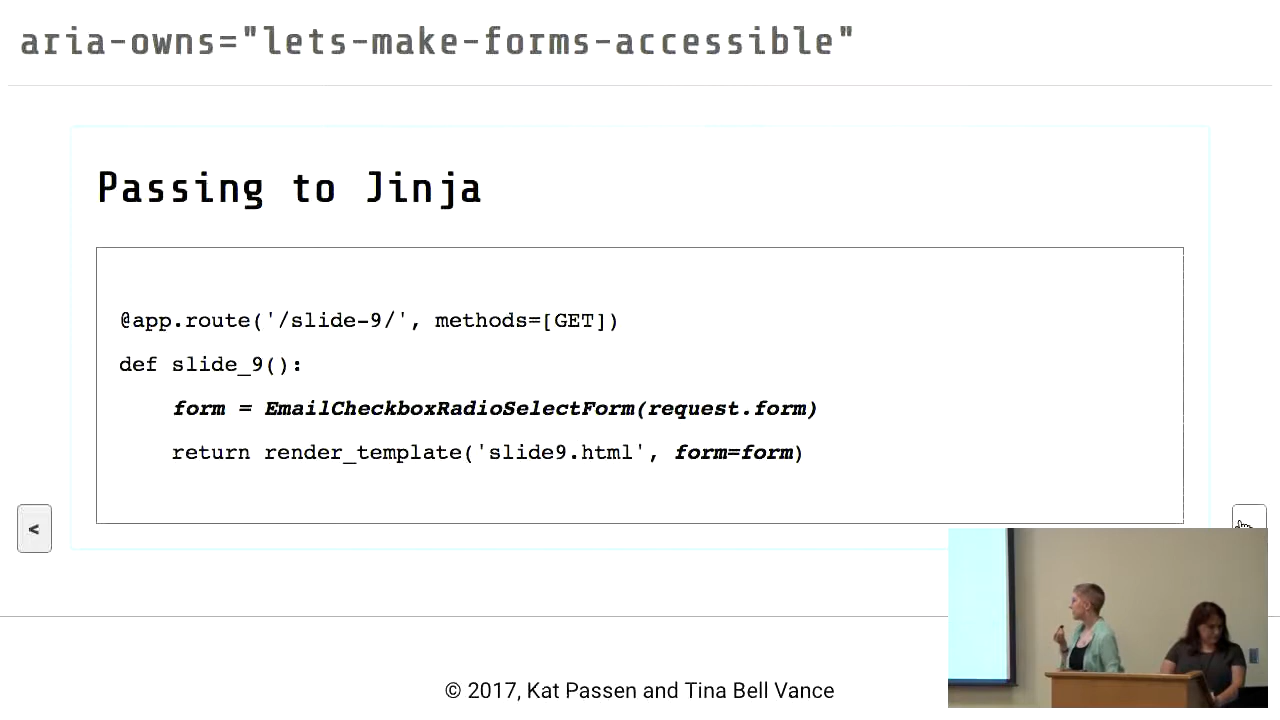 aria-owns="lets-make-forms-accessible"
Passing to Jinja
@app.route('/slide-9/', methods=[GET])
def slide_9():
form = EmailCheckboxRadioSelectForm(request.form)
return render_template('slide9.html', form=form)
<
© 2017, Kat Passen and Tina Bell Vance